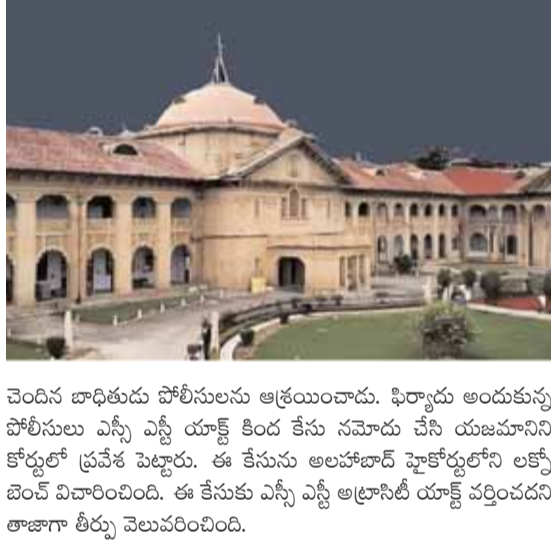 చెందిన బాధితుడు పోలీసులను ఆశ్రయించాడు. ఫిర్యాదు అందుకున్న
పోలీసులు ఎస్సీ ఎస్టీ యాక్ట్ కింద కేసు నమోదు చేసి యజమానిని
కోర్టులో ప్రవేశ పెట్టారు. ఈ కేసును అలహాబాద్ హైకోర్టులోని లక్నో
బెంచ్ విచారించింది. ఈ కేసుకు ఎస్సీ ఎస్టీ అట్రాసిటీ యాక్ట్ వర్తించదని
తాజాగా తీర్పు వెలువరించింది.